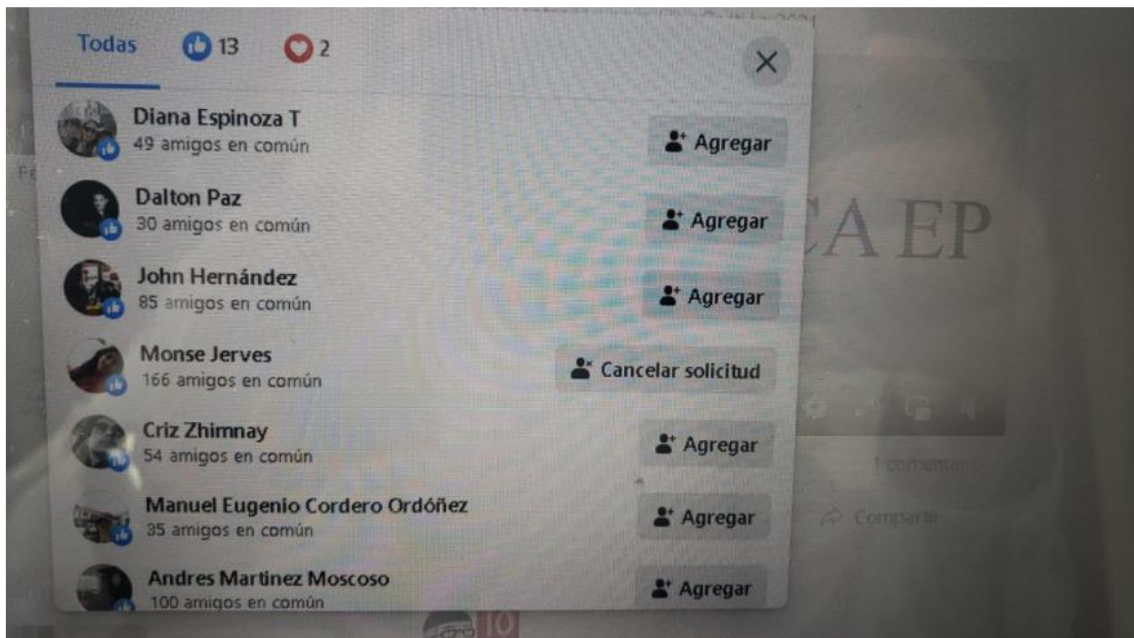 Todas 13 2
Diana Espinoza T
49 amigos en común
Agregar
Dalton Paz
30 amigos en común
Agregar
John Hernández
85 amigos en común
Agregar
Monse Jerves
166 amigos en común
Cancelar solicitud
Criz Zhimnay
54 amigos en común
Agregar
Manuel Eugenio Cordero Ordóñez
35 amigos en común
Agregar
Andres Martinez Moscoso
100 amigos en común
Agregar
CA EP
1 comentario
Compartir
10